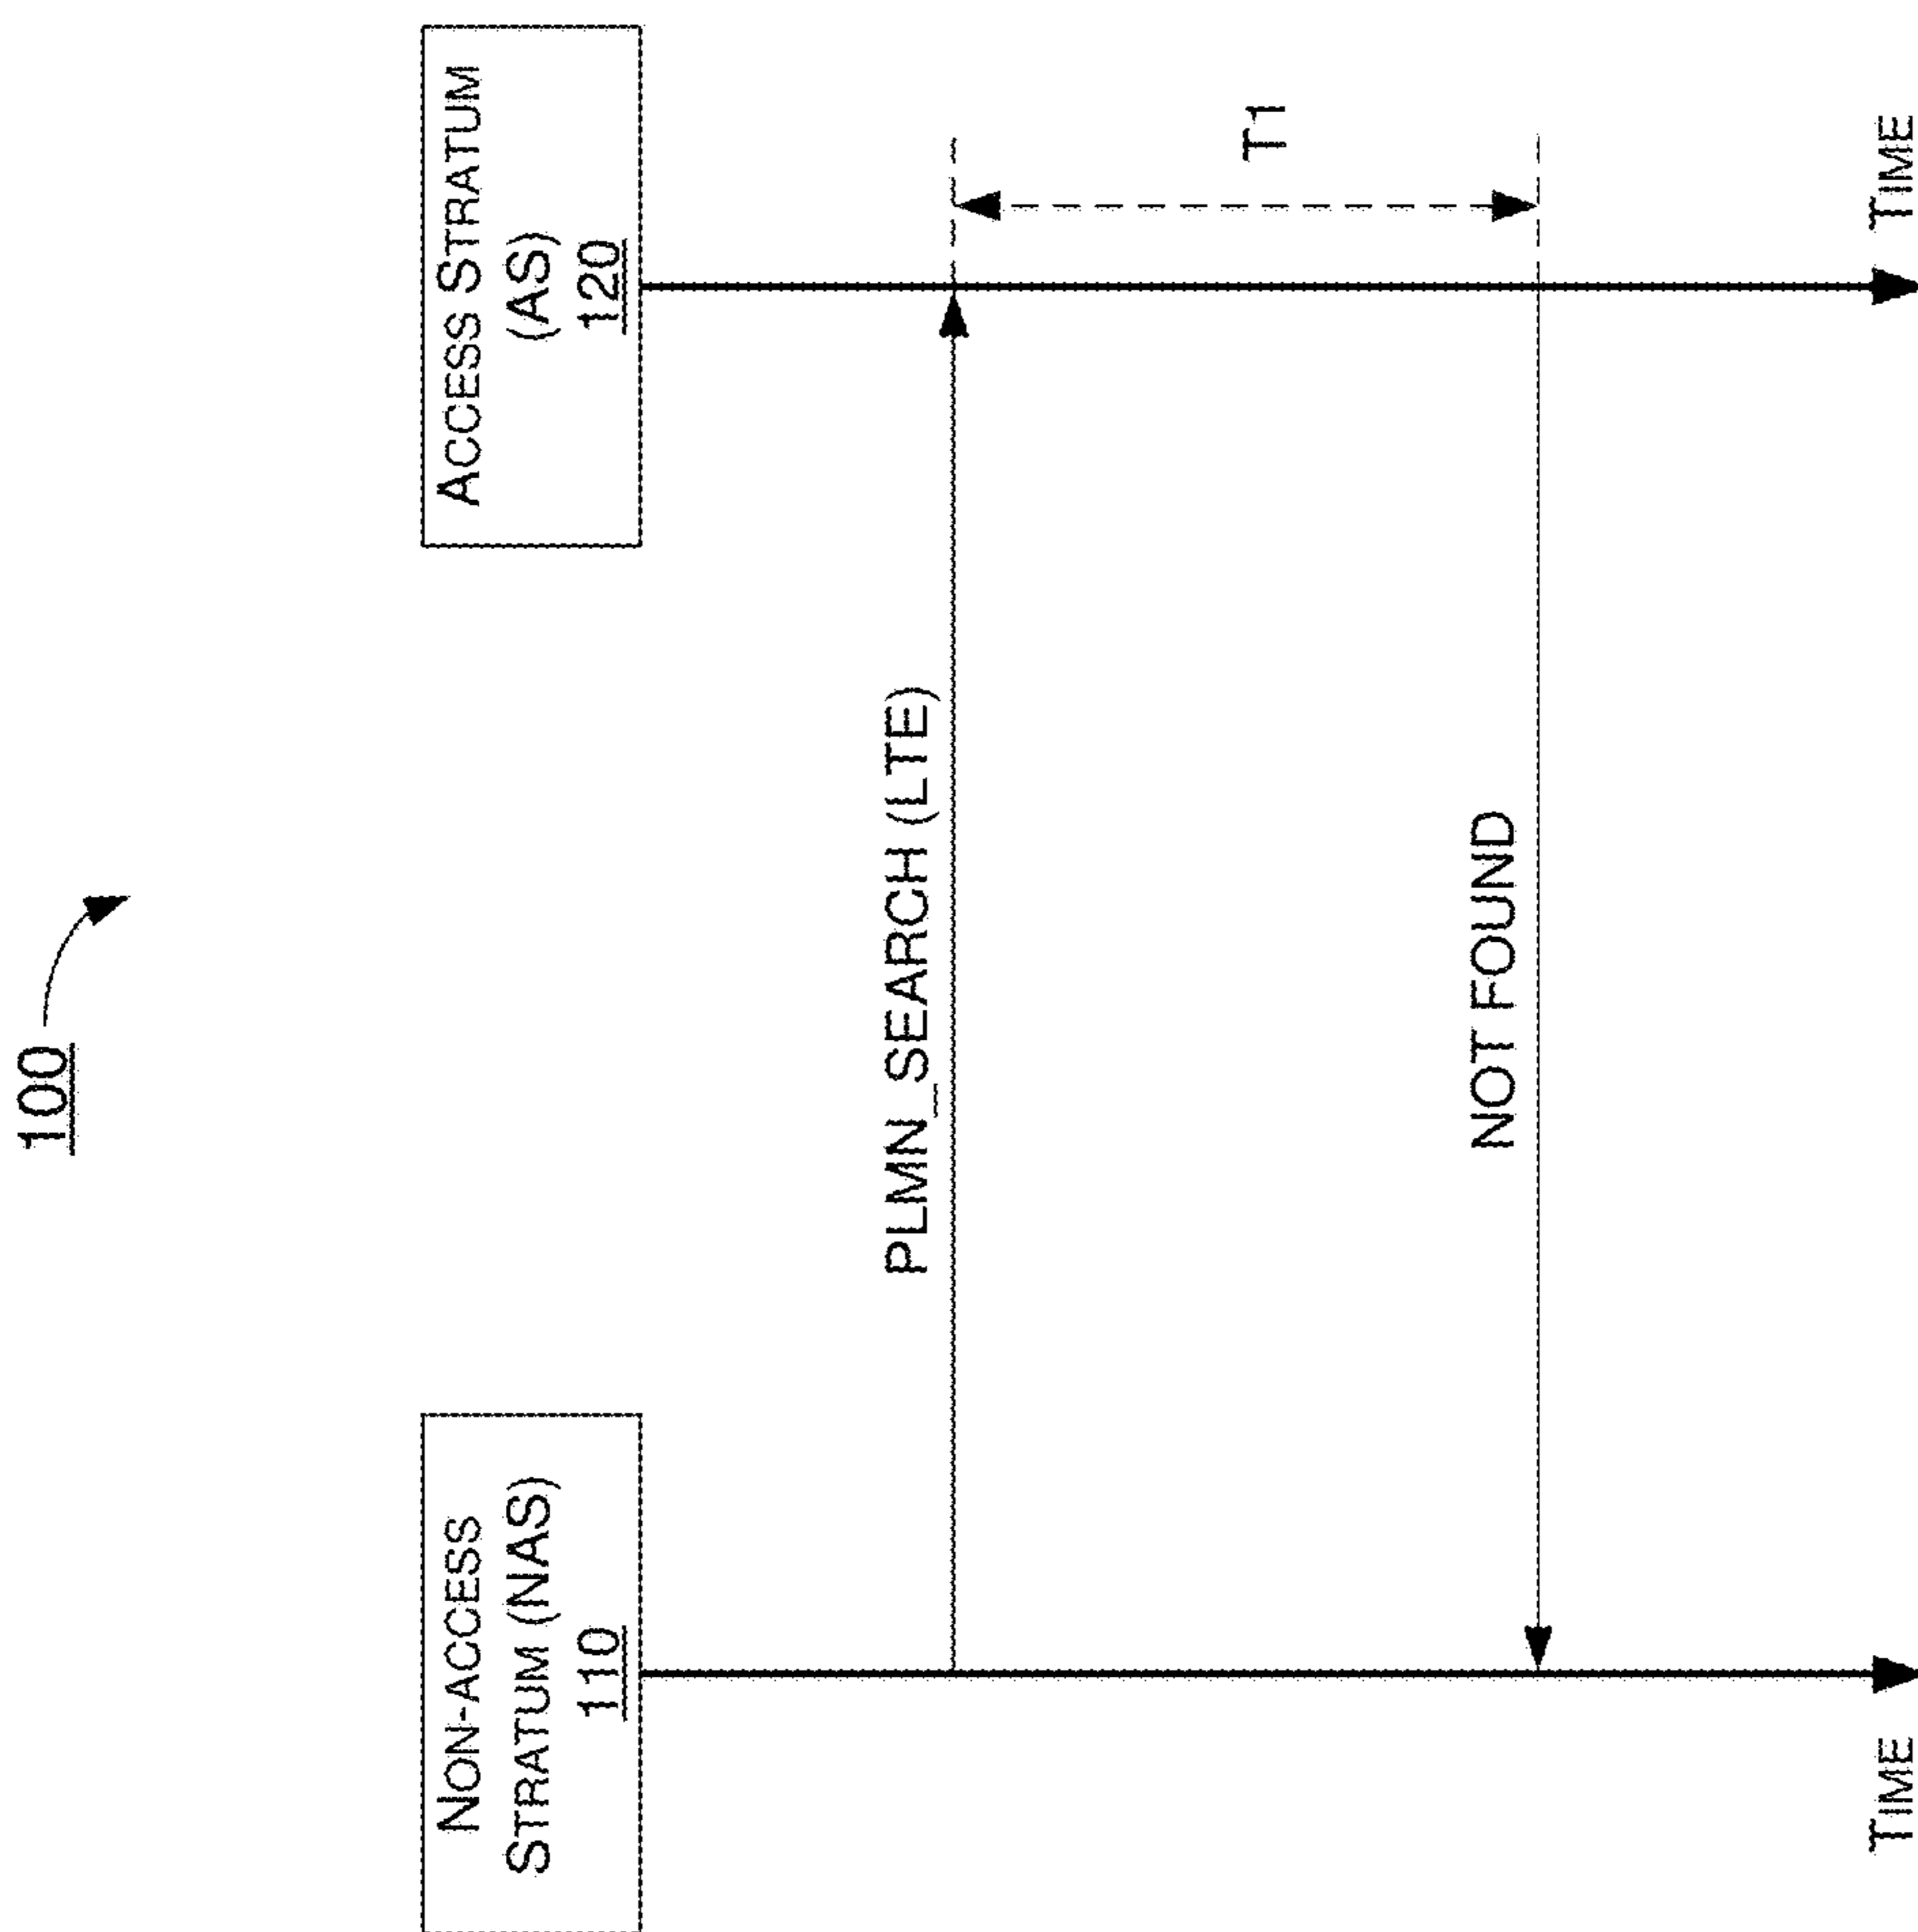 100
NON-ACCESS
STRATUM (NAS)
110
ACCESS STRATUM
(AS)
120
PLMN_SEARCH (LTE)
T1
NOT FOUND
TIME
TIME